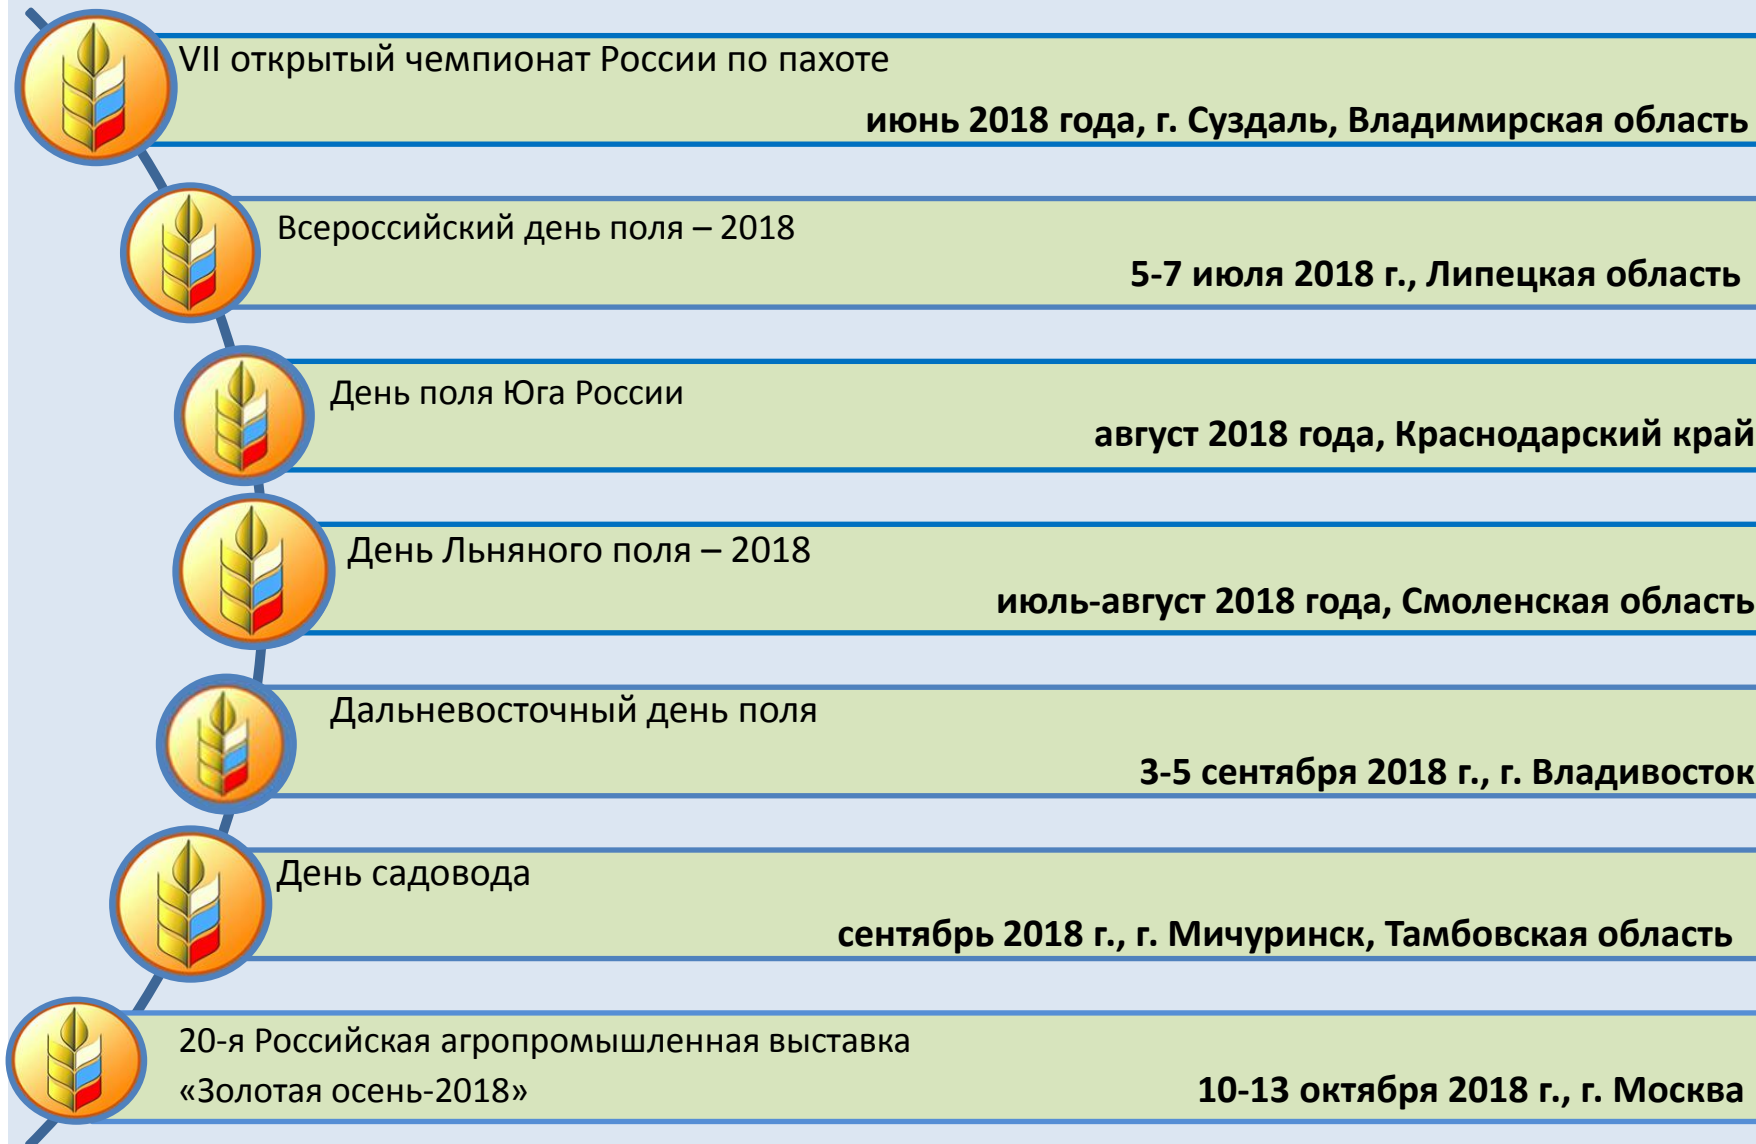 VII открытый чемпионат России по пахоте
июнь 2018 года, г. Суздаль, Владимирская область
Всероссийский день поля – 2018
5-7 июля 2018 г., Липецкая область
День поля Юга России
август 2018 года, Краснодарский край
День Льняного поля – 2018
июль-август 2018 года, Смоленская область
Дальневосточный день поля
3-5 сентября 2018 г., г. Владивосток
День садовода
сентябрь 2018 г., г. Мичуринск, Тамбовская область
20-я Российская агропромышленная выставка
«Золотая осень-2018»
10-13 октября 2018 г., г. Москва